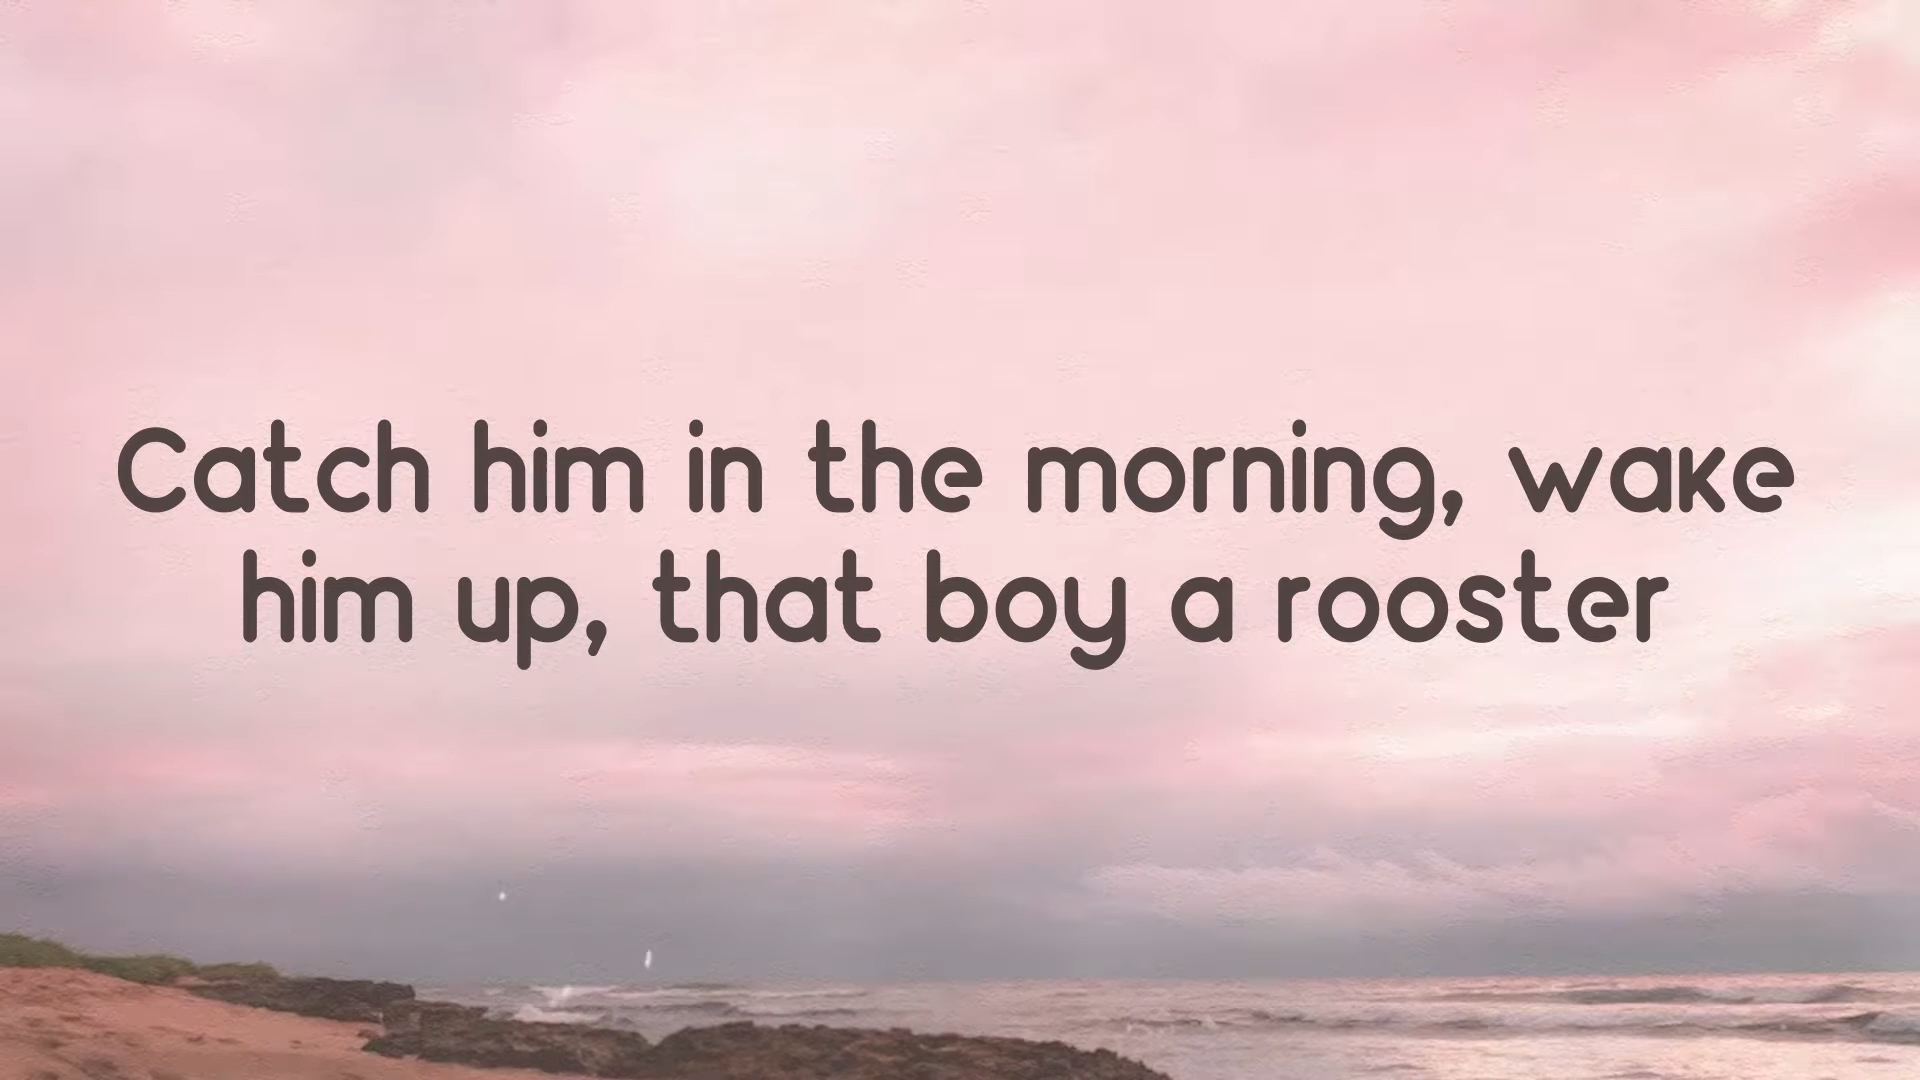 Catch him in the morning, wake
him up, that boy a rooster